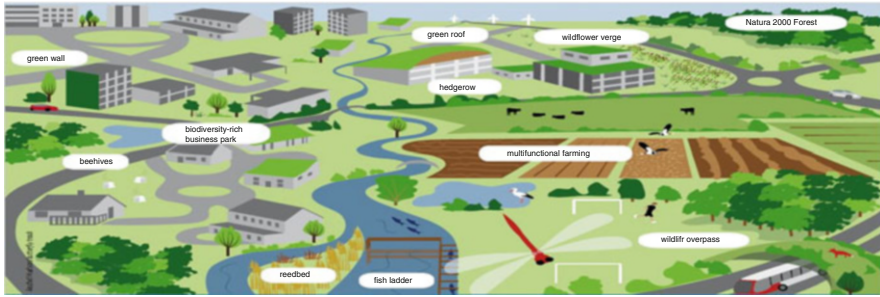 Natura 2000 Forest
green roof
wildflower verge
green wall
hedgerow
biodiversity-rich
business park
multifunctional farming
beehives
wildlifr overpass
reedbed
fish ladder